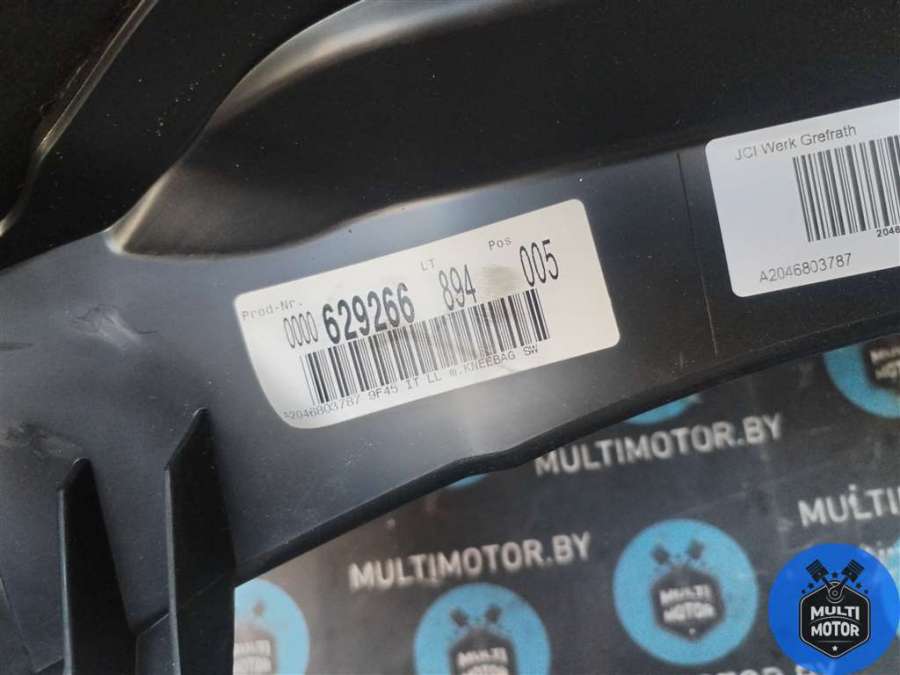 JCI Werk Grefrath
A2046803787
Prod-Nr.
LT
Pos
0000 629266 894 005
A2046803787 9F45 IT LL m.KNEEBAG SW
MULTIMOTOR.BY
MULTIMOTOR.BY
MULTI
MOTOR
MULTI
MOTOR
MULTI